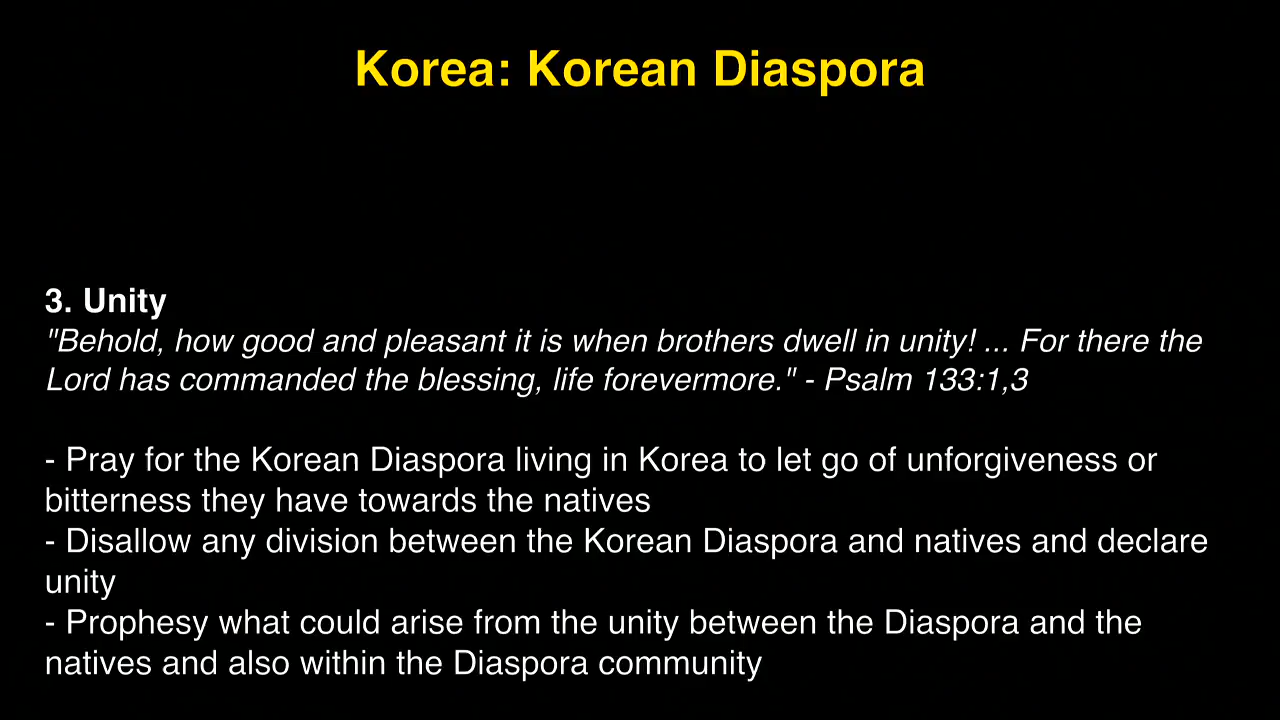 Korea: Korean Diaspora
3. Unity
"Behold, how good and pleasant it is when brothers dwell in unity! ... For there the
Lord has commanded the blessing, life forevermore." - Psalm 133:1,3
- Pray for the Korean Diaspora living in Korea to let go of unforgiveness or
bitterness they have towards the natives
- Disallow any division between the Korean Diaspora and natives and declare
unity
- Prophesy what could arise from the unity between the Diaspora and the
natives and also within the Diaspora community